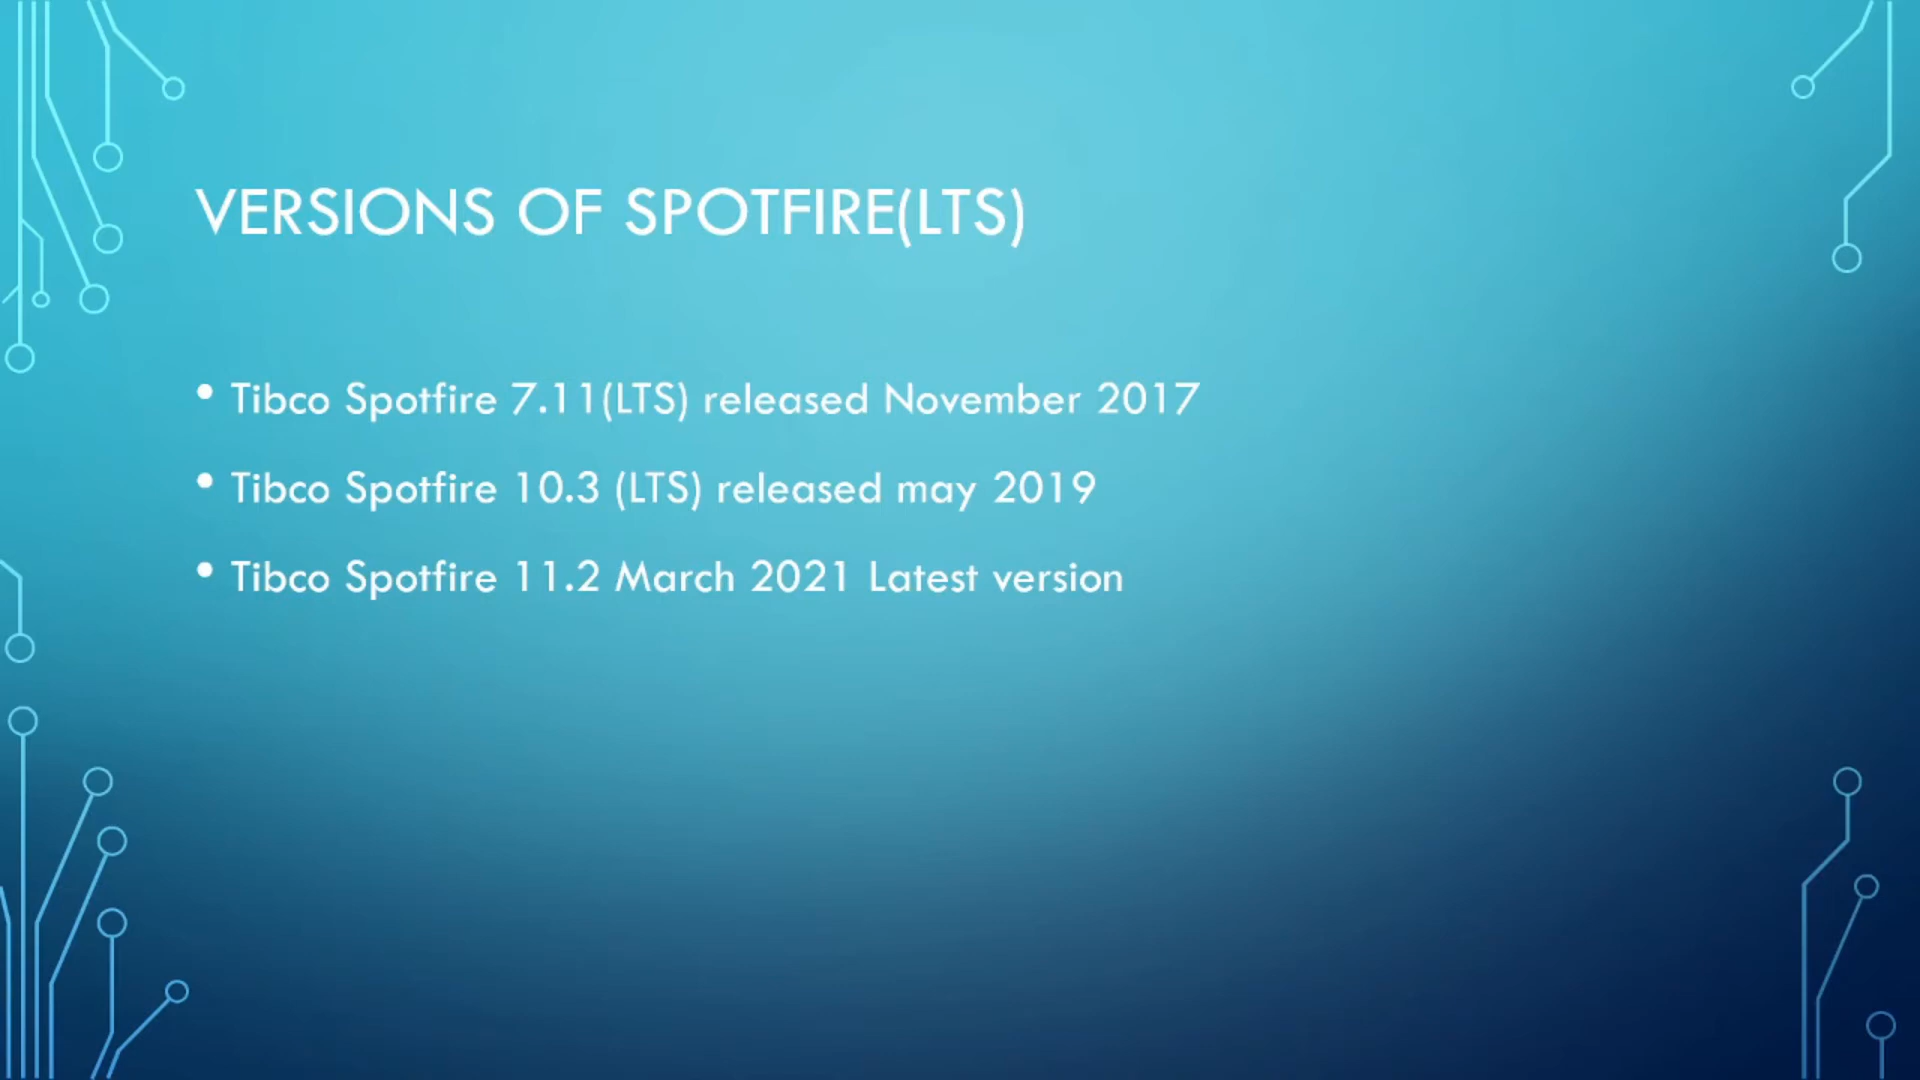 VERSIONS OF SPOTFIRE(LTS)
• Tibco Spotfire 7.11(LTS) released November 2017
• Tibco Spotfire 10.3 (LTS) released may 2019
• Tibco Spotfire 11.2 March 2021 Latest version